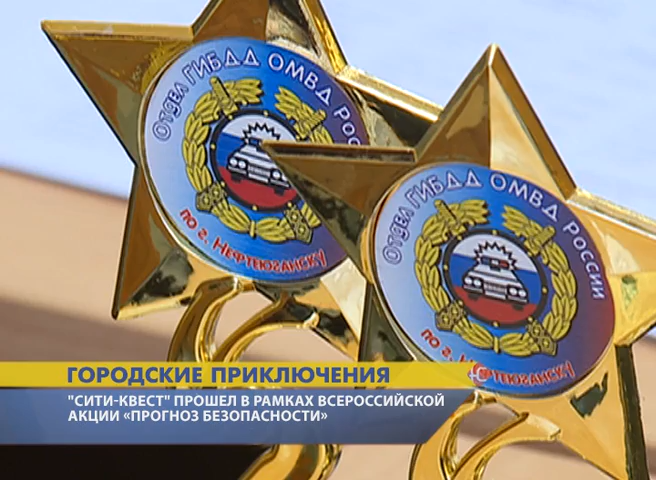 ОТДЕЛ ГИБДД ОМВД РОССИИ
ПО Г. НЕФТЕЮГАНСКУ
ОТДЕЛ ГИБДД ОМВД РОССИИ
ПО Г. НЕФТЕЮГАНСКУ
ГОРОДСКИЕ ПРИКЛЮЧЕНИЯ
"СИТИ-КВЕСТ" ПРОШЕЛ В РАМКАХ ВСЕРОССИЙСКОЙ
АКЦИИ «ПРОГНОЗ БЕЗОПАСНОСТИ»